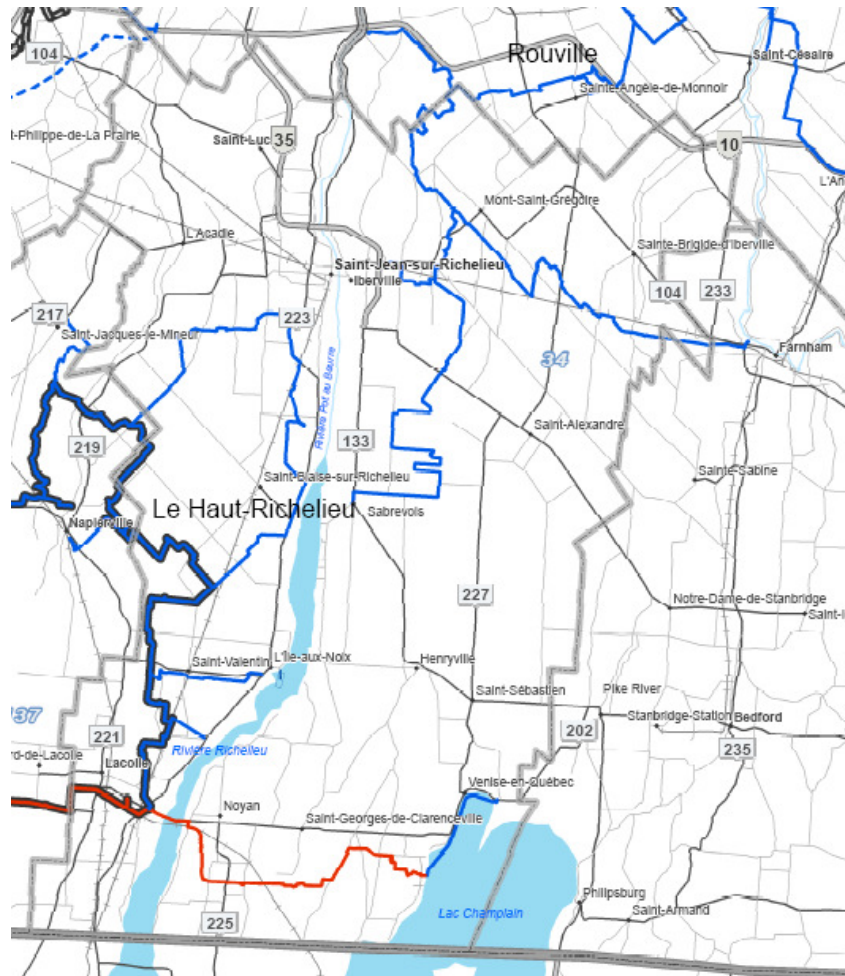 104
Rouville
Saint-Césaire
Sainte-Angèle-de-Monnoir
t-Philippe-de-La Prairie
Saint-Luc
35
10
L'An
Mont-Saint-Grégoire
L'Acadie
Sainte-Brigide-d'Iberville
Saint-Jean-sur-Richelieu
Iberville
104
233
217
223
Saint-Jacques-le-Mineur
34
Farnham
Rivière Pot au Beurre
Saint-Alexandre
219
133
Saint-Blaise-sur-Richelieu
Sainte-Sabine
Le Haut-Richelieu
Sabrevois
Napierville
227
Notre-Dame-de-Stanbridge
Saint-I
Saint-Valentin
L'Île-aux-Noix
Henryville
Saint-Sébastien
Pike River
37
221
Stanbridge-Station
Bedford
202
235
Rivière Richelieu
rd-de-Lacolle
Lacolle
Venise-en-Québec
Noyan
Saint-Georges-de-Clarenceville
Philipsburg
Lac Champlain
Saint-Armand
225